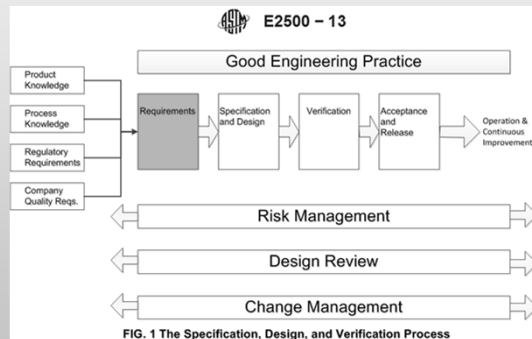 ASTM
E2500 – 13
Good Engineering Practice
Product
Knowledge
Process
Knowledge
Regulatory
Requirements
Company
Quality Reqs.
Requirements
Specification
and Design
Verification
Acceptance
and
Release
Operation &
Continuous
Improvement
Risk Management
Design Review
Change Management
FIG. 1 The Specification, Design, and Verification Process